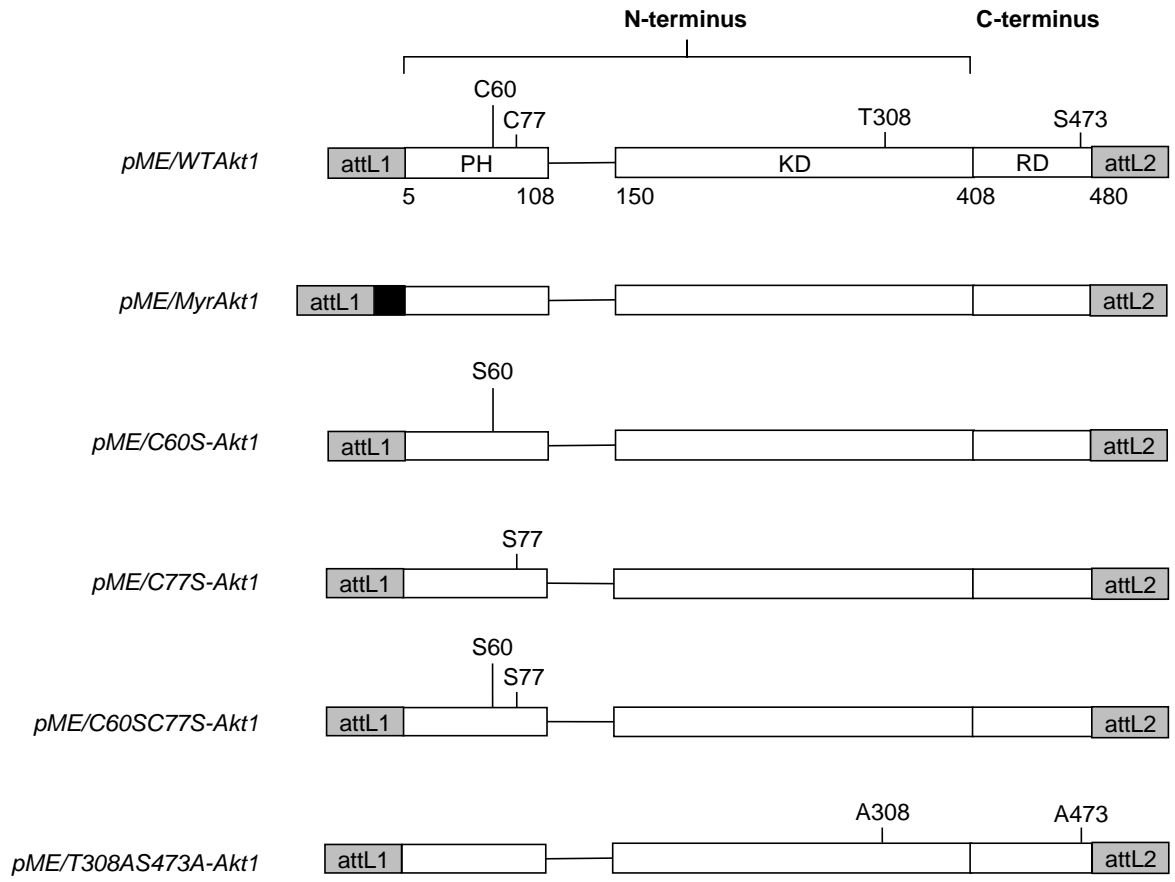 N-terminus C-terminus
C60
C77 T308 S473
pME/WTAkt1 attL1 PH KD RD attL2
5 108 150 408 480
pME/MyrAkt1 attL1 attL2
S60
pME/C60S-Akt1 attL1 attL2
S77
pME/C77S-Akt1 attL1 attL2
S60
S77
pME/C60SC77S-Akt1 attL1 attL2
A308 A473
pME/T308AS473A-Akt1 attL1 attL2